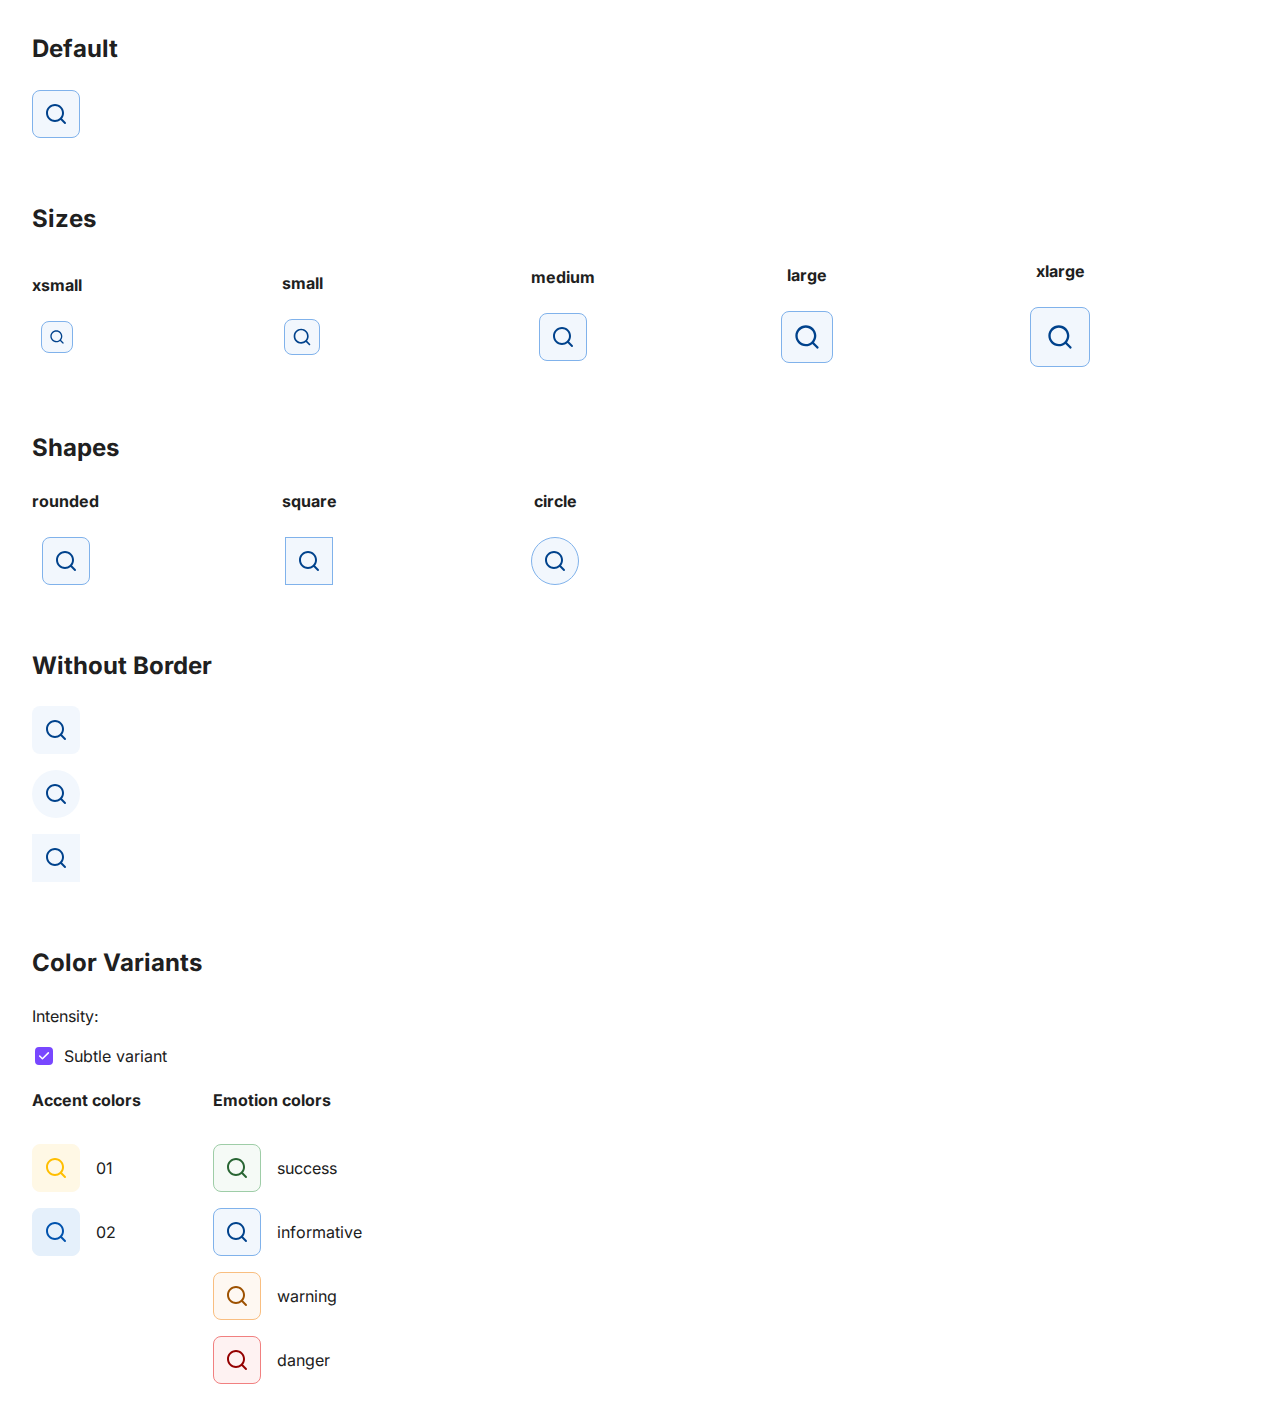 Default
Sizes
xsmall
small
medium
large
xlarge
Shapes
rounded
square
circle
Without Border
Color Variants
Intensity:
Subtle variant
Accent colors
Emotion colors
01
success
02
informative
warning
danger